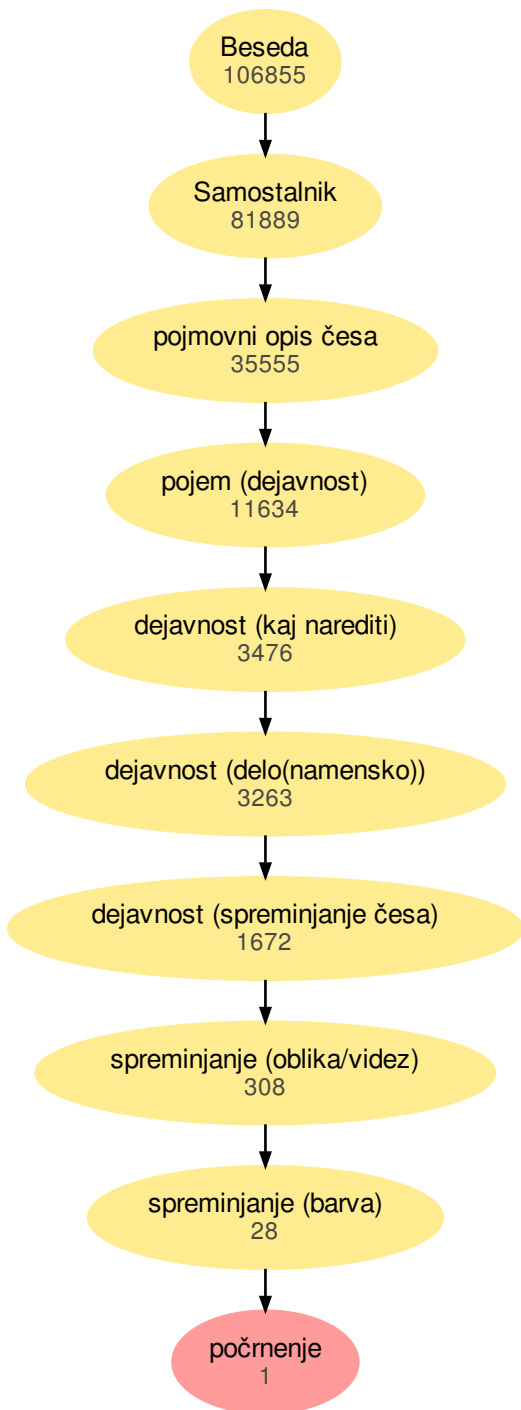 Beseda
106855
Samostalnik
81889
pojmovni opis česa
35555
pojem (dejavnost)
11634
dejavnost (kaj narediti)
3476
dejavnost (delo(namensko))
3263
dejavnost (spreminjanje česa)
1672
spreminjanje (oblika/videz)
308
spreminjanje (barva)
28
počrnenje
1